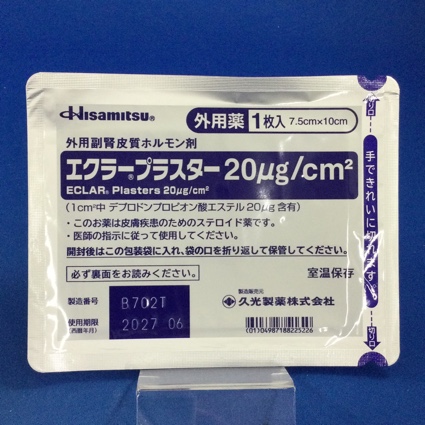 Hisamitsu®
外用薬 1枚入 7.5cm×10cm
外用副腎皮質ホルモン剤
エクラー®プラスター 20μg/cm²
ECLAR® Plasters 20μg/cm²
(1cm²中 デプロドンプロピオン酸エステル 20μg 含有)
・このお薬は皮膚疾患のためのステロイド薬です。
・医師の指示に従って使用してください。
開封後はこの包装袋に入れ、袋の口を折り返して保管してください。
必ず裏面をお読みください。
室温保存
製造番号 B702T
使用期限 2027.06
(西暦年月)
製造販売元
久光製薬株式会社
(01)04987188225226
切り口
手できれいに切れます。
切り口